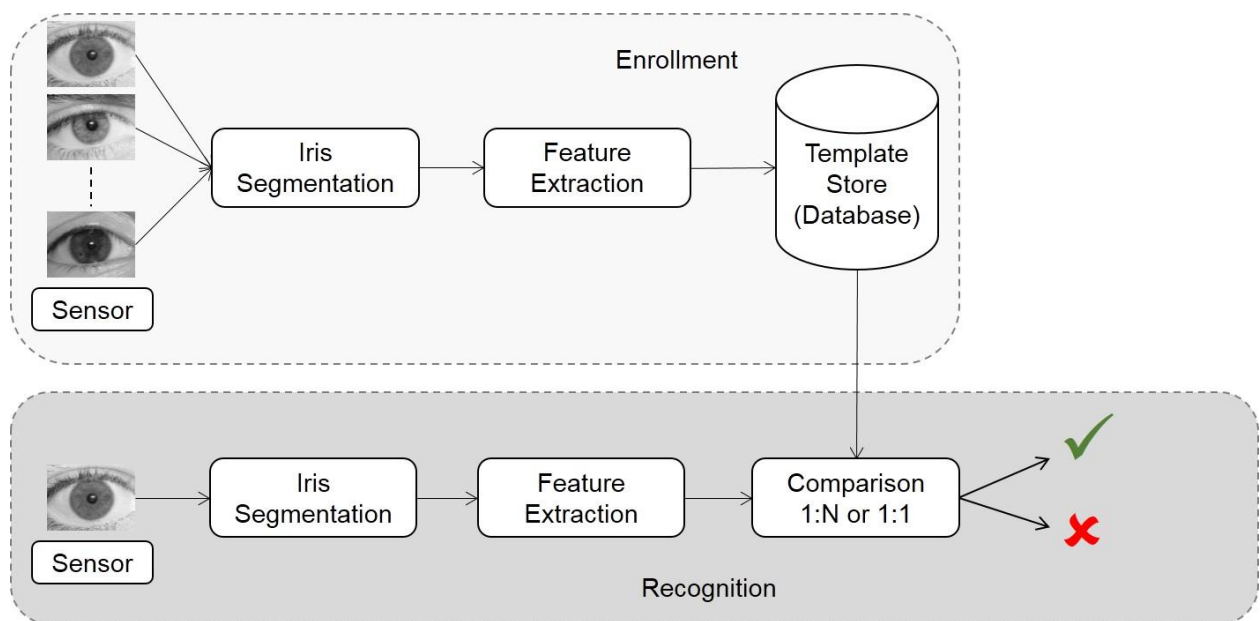 Enrollment
Iris
Segmentation
Feature
Extraction
Template
Store
(Database)
Sensor
Iris
Segmentation
Feature
Extraction
Comparison
1:N or 1:1
Sensor
Recognition